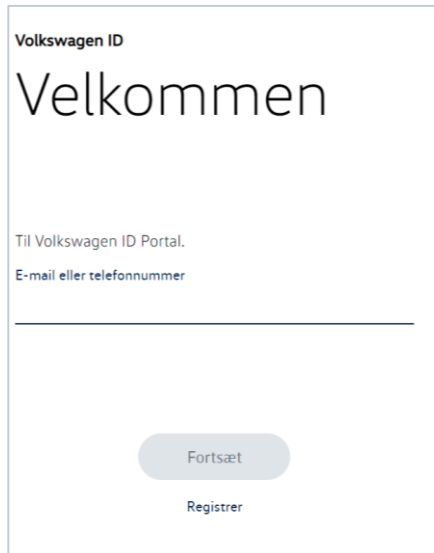 Volkswagen ID
Velkommen
Til Volkswagen ID Portal.
E-mail eller telefonnummer
Fortsæt
Registrer